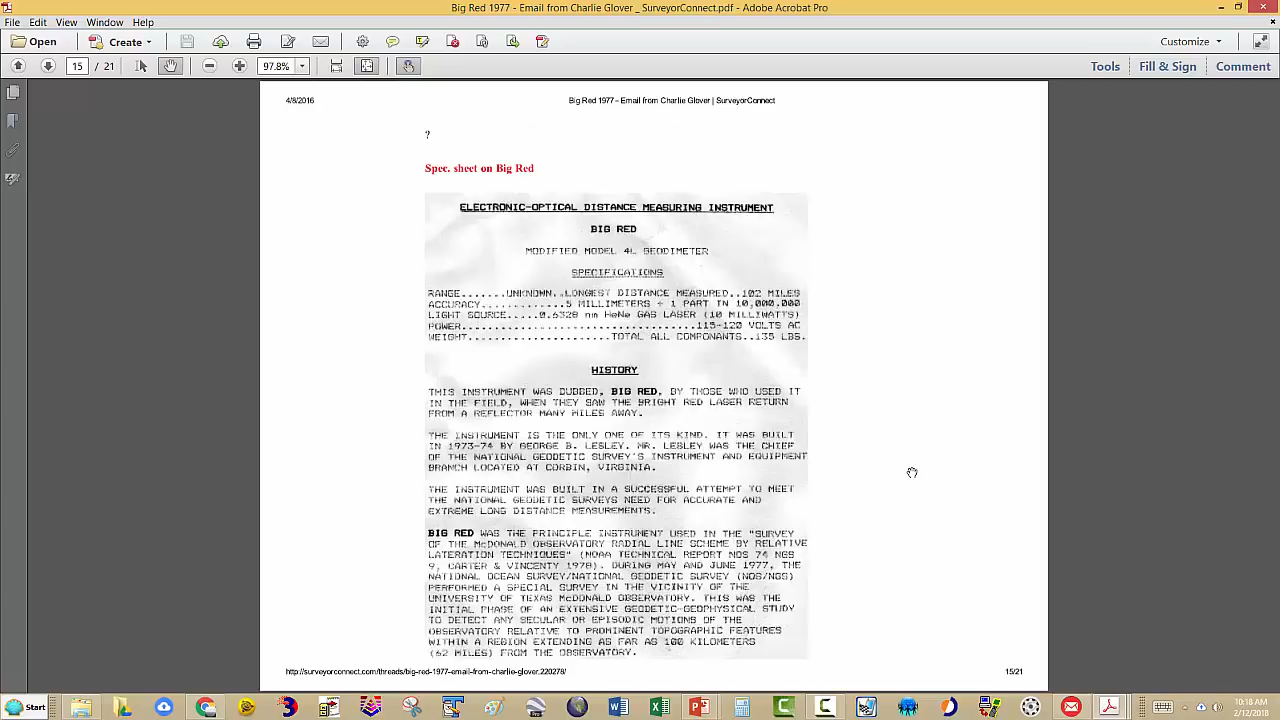 Big Red 1977 - Email from Charlie Glover _ SurveyorConnect.pdf - Adobe Acrobat Pro
File Edit View Window Help
Open Create Customize
15 / 21 97.8% Tools Fill & Sign Comment
4/8/2016 Big Red 1977 – Email from Charlie Glover | SurveyorConnect
?
Spec. sheet on Big Red
ELECTRONIC-OPTICAL DISTANCE MEASURING INSTRUMENT
BIG RED
MODIFIED MODEL 4L GEODIMETER
SPECIFICATIONS
RANGE.......UNKNOWN..LONGEST DISTANCE MEASURED..102 MILES
ACCURACY.............5 MILLIMETERS + 1 PART IN 10,000,000
LIGHT SOURCE.....0.6328 nm HeNe GAS LASER (10 MILLIWATTS)
POWER....................................115-120 VOLTS AC
WEIGHT......................TOTAL ALL COMPONANTS..135 LBS.
HISTORY
THIS INSTRUMENT WAS DUBBED, BIG RED, BY THOSE WHO USED IT
IN THE FIELD, WHEN THEY SAW THE BRIGHT RED LASER RETURN
FROM A REFLECTOR MANY MILES AWAY.
THE INSTRUMENT IS THE ONLY ONE OF ITS KIND. IT WAS BUILT
IN 1973-74 BY GEORGE B. LESLEY. MR. LESLEY WAS THE CHIEF
OF THE NATIONAL GEODETIC SURVEY'S INSTRUMENT AND EQUIPMENT
BRANCH LOCATED AT CORBIN, VIRGINIA.
THE INSTRUMENT WAS BUILT IN A SUCCESSFUL ATTEMPT TO MEET
THE NATIONAL GEODETIC SURVEYS NEED FOR ACCURATE AND
EXTREME LONG DISTANCE MEASUREMENTS.
BIG RED WAS THE PRINCIPLE INSTRUMENT USED IN THE "SURVEY
OF THE McDONALD OBSERVATORY RADIAL LINE SCHEME BY RELATIVE
LATERATION TECHNIQUES" (NOAA TECHNICAL REPORT NOS 74 NGS
9, CARTER & VINCENTY 1978). DURING MAY AND JUNE 1977, THE
NATIONAL OCEAN SURVEY/NATIONAL GEODETIC SURVEY (NOS/NGS)
PERFORMED A SPECIAL SURVEY IN THE VICINITY OF THE
UNIVERSITY OF TEXAS McDONALD OBSERVATORY. THIS WAS THE
INITIAL PHASE OF AN EXTENSIVE GEODETIC-GEOPHYSICAL STUDY
TO DETECT ANY SECULAR OR EPISODIC MOTIONS OF THE
OBSERVATORY RELATIVE TO PROMINENT TOPOGRAPHIC FEATURES
WITHIN A REGION EXTENDING AS FAR AS 100 KILOMETERS
(62 MILES) FROM THE OBSERVATORY.
http://surveyorconnect.com/threads/big-red-1977-email-from-charlie-glover.220278/ 15/21
Start 10:18 AM
2/12/2018